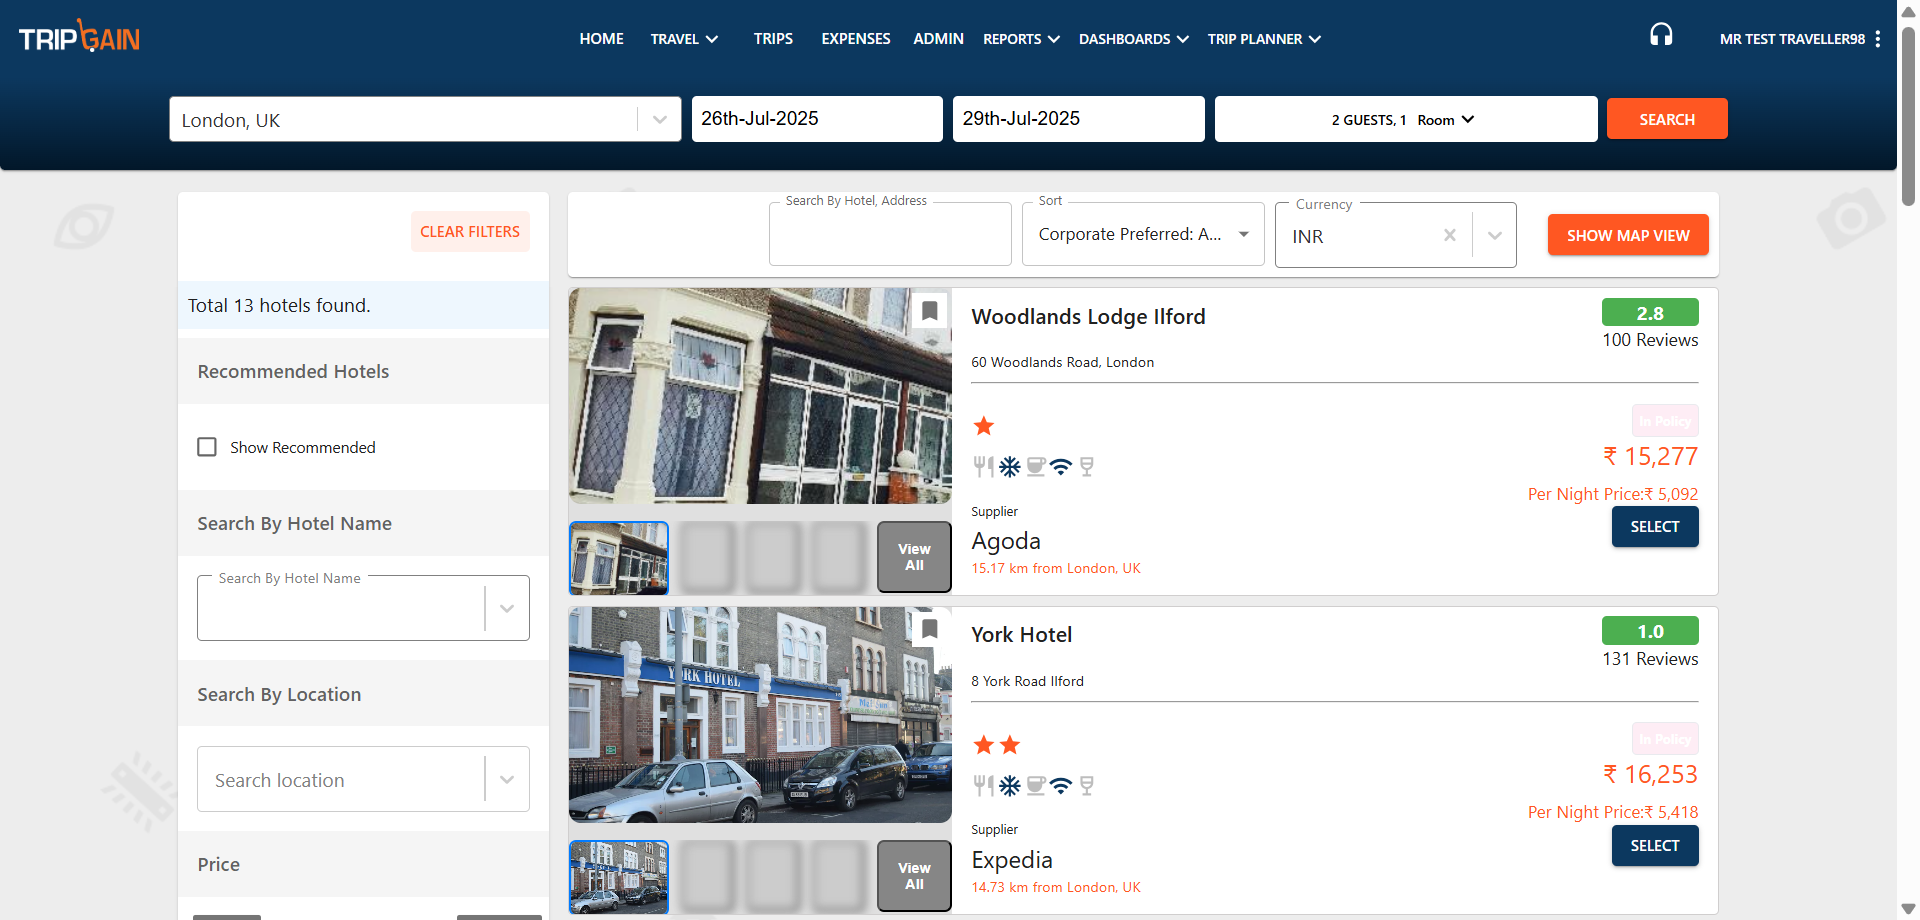 TRIPGAIN
HOME TRAVEL TRIPS EXPENSES ADMIN REPORTS DASHBOARDS TRIP PLANNER
MR TEST TRAVELLER98
London, UK
26th-Jul-2025
29th-Jul-2025
2 GUESTS, 1 Room
SEARCH
CLEAR FILTERS
Total 13 hotels found.
Recommended Hotels
Show Recommended
Search By Hotel Name
Search By Hotel Name
Search By Location
Search location
Price
Search By Hotel, Address
Sort
Corporate Preferred: A...
Currency
INR
SHOW MAP VIEW
Woodlands Lodge Ilford
2.8
100 Reviews
60 Woodlands Road, London
In Policy
₹ 15,277
Per Night Price:₹ 5,092
SELECT
Supplier
Agoda
15.17 km from London, UK
View
All
YORK HOTEL
York Hotel
1.0
131 Reviews
8 York Road Ilford
In Policy
₹ 16,253
Per Night Price:₹ 5,418
SELECT
Supplier
Expedia
14.73 km from London, UK
View
All